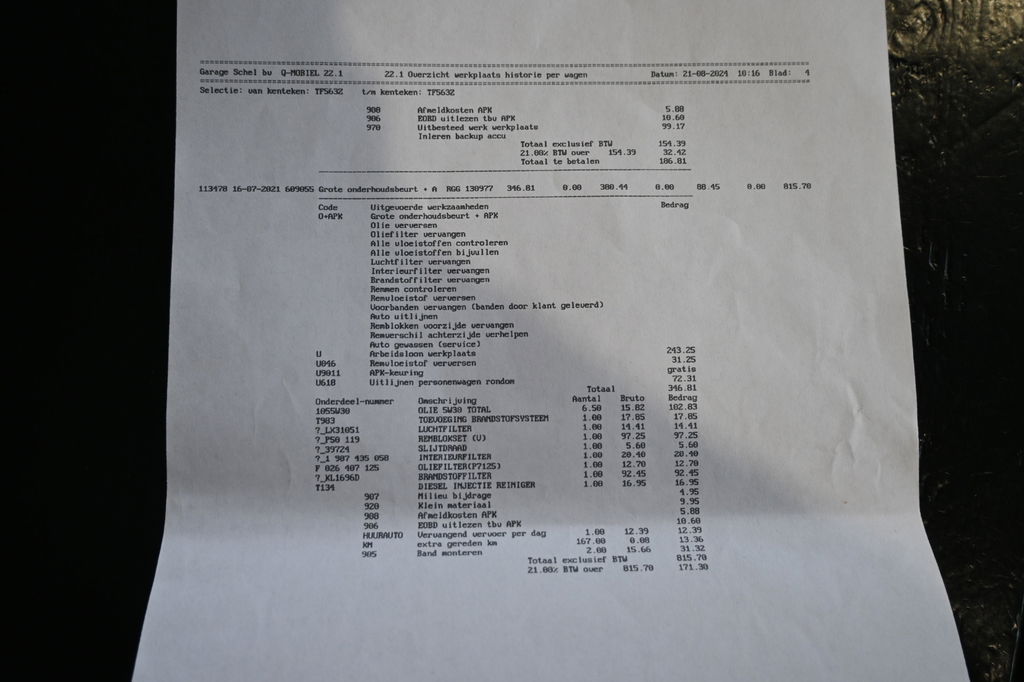 Garage Schel bv Q-MOBIEL 22.1 22.1 Overzicht werkplaats historie per wagen Datum: 21-08-2024 10:16 Blad: 4
Selectie: van kenteken: TF563Z t/m kenteken: TF563Z
908 Afmeldkosten APK 5.80
906 EOBD uitlezen tbv APK 10.60
970 Uitbesteed werk werkplaats 99.17
Inleren backup accu
Totaal exclusief BTW 154.39
21.00% BTW over 154.39 32.42
Totaal te betalen 186.81
113478 16-07-2021 609055 Grote onderhoudsbeurt + A RGG 130977 346.81 0.00 380.44 0.00 88.45 0.00 815.70
Code Uitgevoerde werkzaamheden Bedrag
O+APK Grote onderhoudsbeurt + APK
Olie verversen
Oliefilter vervangen
Alle vloeistoffen controleren
Alle vloeistoffen bijvullen
Luchtfilter vervangen
Interieurfilter vervangen
Brandstoffilter vervangen
Remmen controleren
Remvloeistof verversen
Voorbanden vervangen (banden door klant geleverd)
Auto uitlijnen
Remblokken voorzijde vervangen
Remverschil achterzijde verhelpen
Auto gewassen (service)
U Arbeidsloon werkplaats 243.25
U046 Remvloeistof verversen 31.25
U9011 APK-keuring gratis
U618 Uitlijnen personenwagen rondom 72.31
Totaal 346.81
Onderdeel-nummer Omschrijving Aantal Bruto Bedrag
1055W30 OLIE 5W30 TOTAL 6.50 15.82 102.83
T983 TOEVOEGING BRANDSTOFSYSTEEM 1.00 17.85 17.85
?_LX31051 LUCHTFILTER 1.00 14.41 14.41
?_P50 119 REMBLOKSET (V) 1.00 97.25 97.25
?_39724 SLIJTDRAAD 1.00 5.60 5.60
?_1 987 435 050 INTERIEURFILTER 1.00 20.40 20.40
F 026 407 125 OLIEFILTER(P7125) 1.00 12.70 12.70
?_KL1696D BRANDSTOFFILTER 1.00 92.45 92.45
T134 DIESEL INJECTIE REINIGER 1.00 16.95 16.95
907 Milieu bijdrage 4.95
920 Klein materiaal 9.95
908 Afmeldkosten APK 5.88
906 EOBD uitlezen tbv APK 10.60
HUURAUTO Vervangend vervoer per dag 1.00 12.39 12.39
KM extra gereden km 167.00 0.08 13.36
905 Band monteren 2.00 15.66 31.32
Totaal exclusief BTW 815.70
21.00% BTW over 815.70 171.30